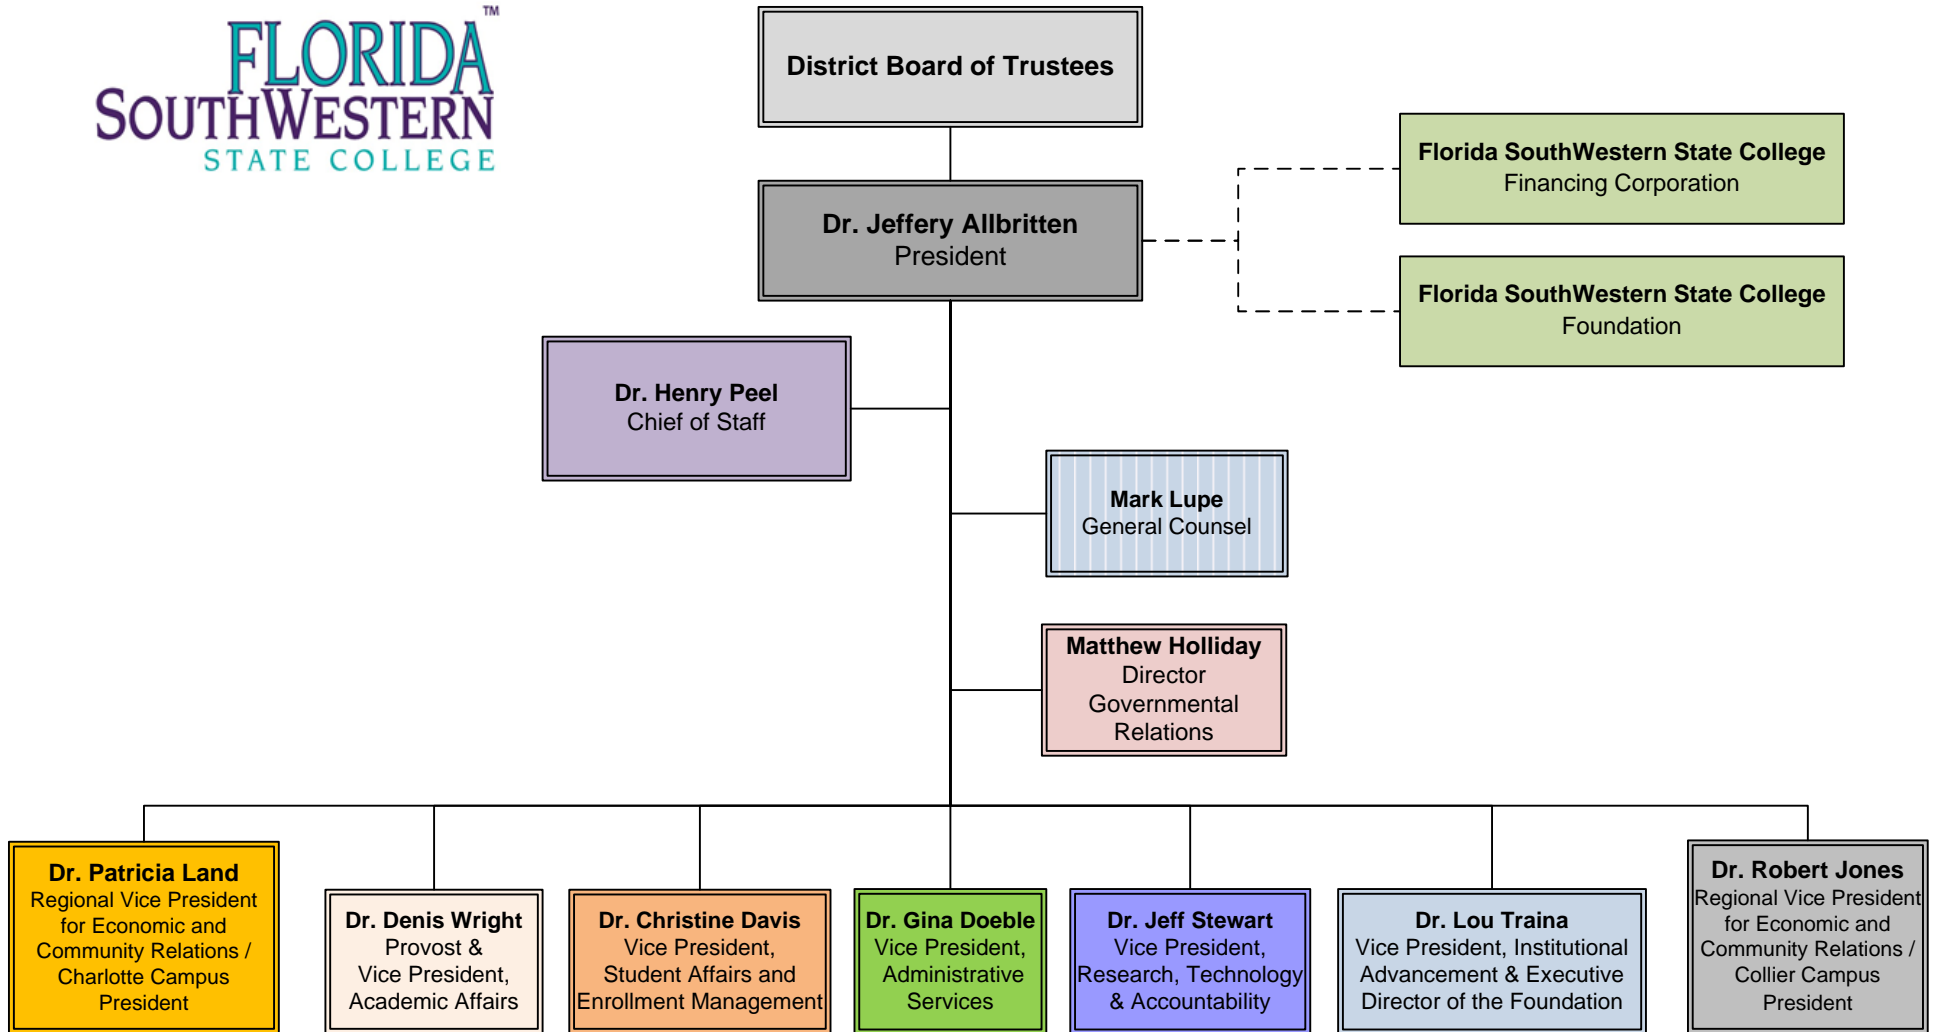 FLORIDA
SOUTHWESTERN
STATE COLLEGE
TM
District Board of Trustees
Dr. Jeffery Allbritten
President
Florida SouthWestern State College
Financing Corporation
Florida SouthWestern State College
Foundation
Dr. Henry Peel
Chief of Staff
Mark Lupe
General Counsel
Matthew Holliday
Director
Governmental
Relations
Dr. Patricia Land
Regional Vice President
for Economic and
Community Relations /
Charlotte Campus
President
Dr. Denis Wright
Provost &
Vice President,
Academic Affairs
Dr. Christine Davis
Vice President,
Student Affairs and
Enrollment Management
Dr. Gina Doeble
Vice President,
Administrative
Services
Dr. Jeff Stewart
Vice President,
Research, Technology
& Accountability
Dr. Lou Traina
Vice President, Institutional
Advancement & Executive
Director of the Foundation
Dr. Robert Jones
Regional Vice President
for Economic and
Community Relations /
Collier Campus
President